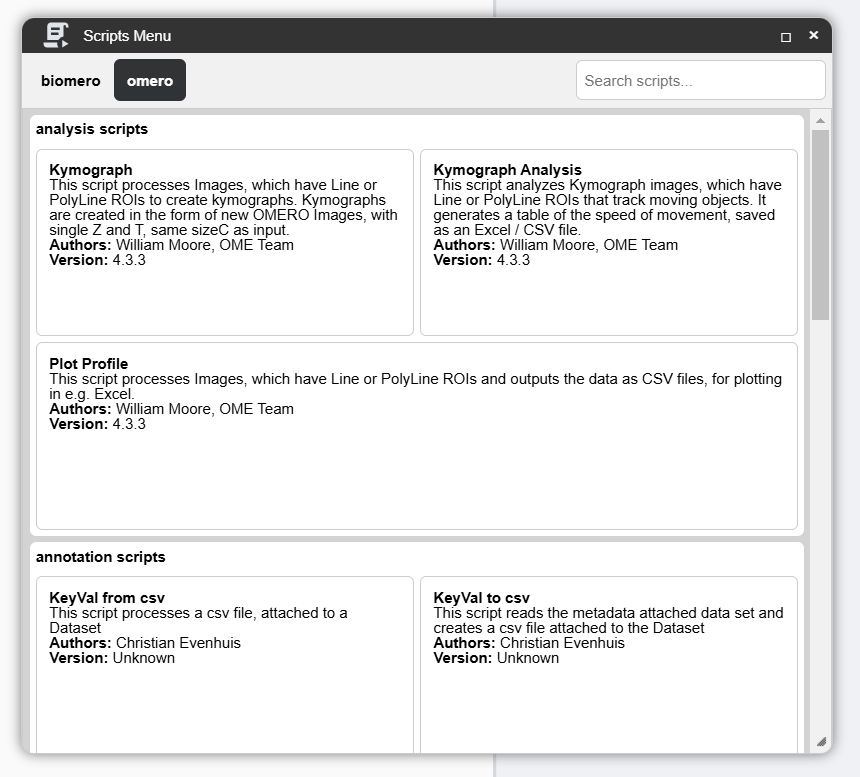 Scripts Menu
biomero
omero
Search scripts...
analysis scripts
Kymograph
This script processes Images, which have Line or
PolyLine ROIs to create kymographs. Kymographs
are created in the form of new OMERO Images, with
single Z and T, same sizeC as input.
Authors: William Moore, OME Team
Version: 4.3.3
Kymograph Analysis
This script analyzes Kymograph images, which have
Line or PolyLine ROIs that track moving objects. It
generates a table of the speed of movement, saved
as an Excel / CSV file.
Authors: William Moore, OME Team
Version: 4.3.3
Plot Profile
This script processes Images, which have Line or PolyLine ROIs and outputs the data as CSV files, for plotting
in e.g. Excel.
Authors: William Moore, OME Team
Version: 4.3.3
annotation scripts
KeyVal from csv
This script processes a csv file, attached to a
Dataset
Authors: Christian Evenhuis
Version: Unknown
KeyVal to csv
This script reads the metadata attached data set and
creates a csv file attached to the Dataset
Authors: Christian Evenhuis
Version: Unknown